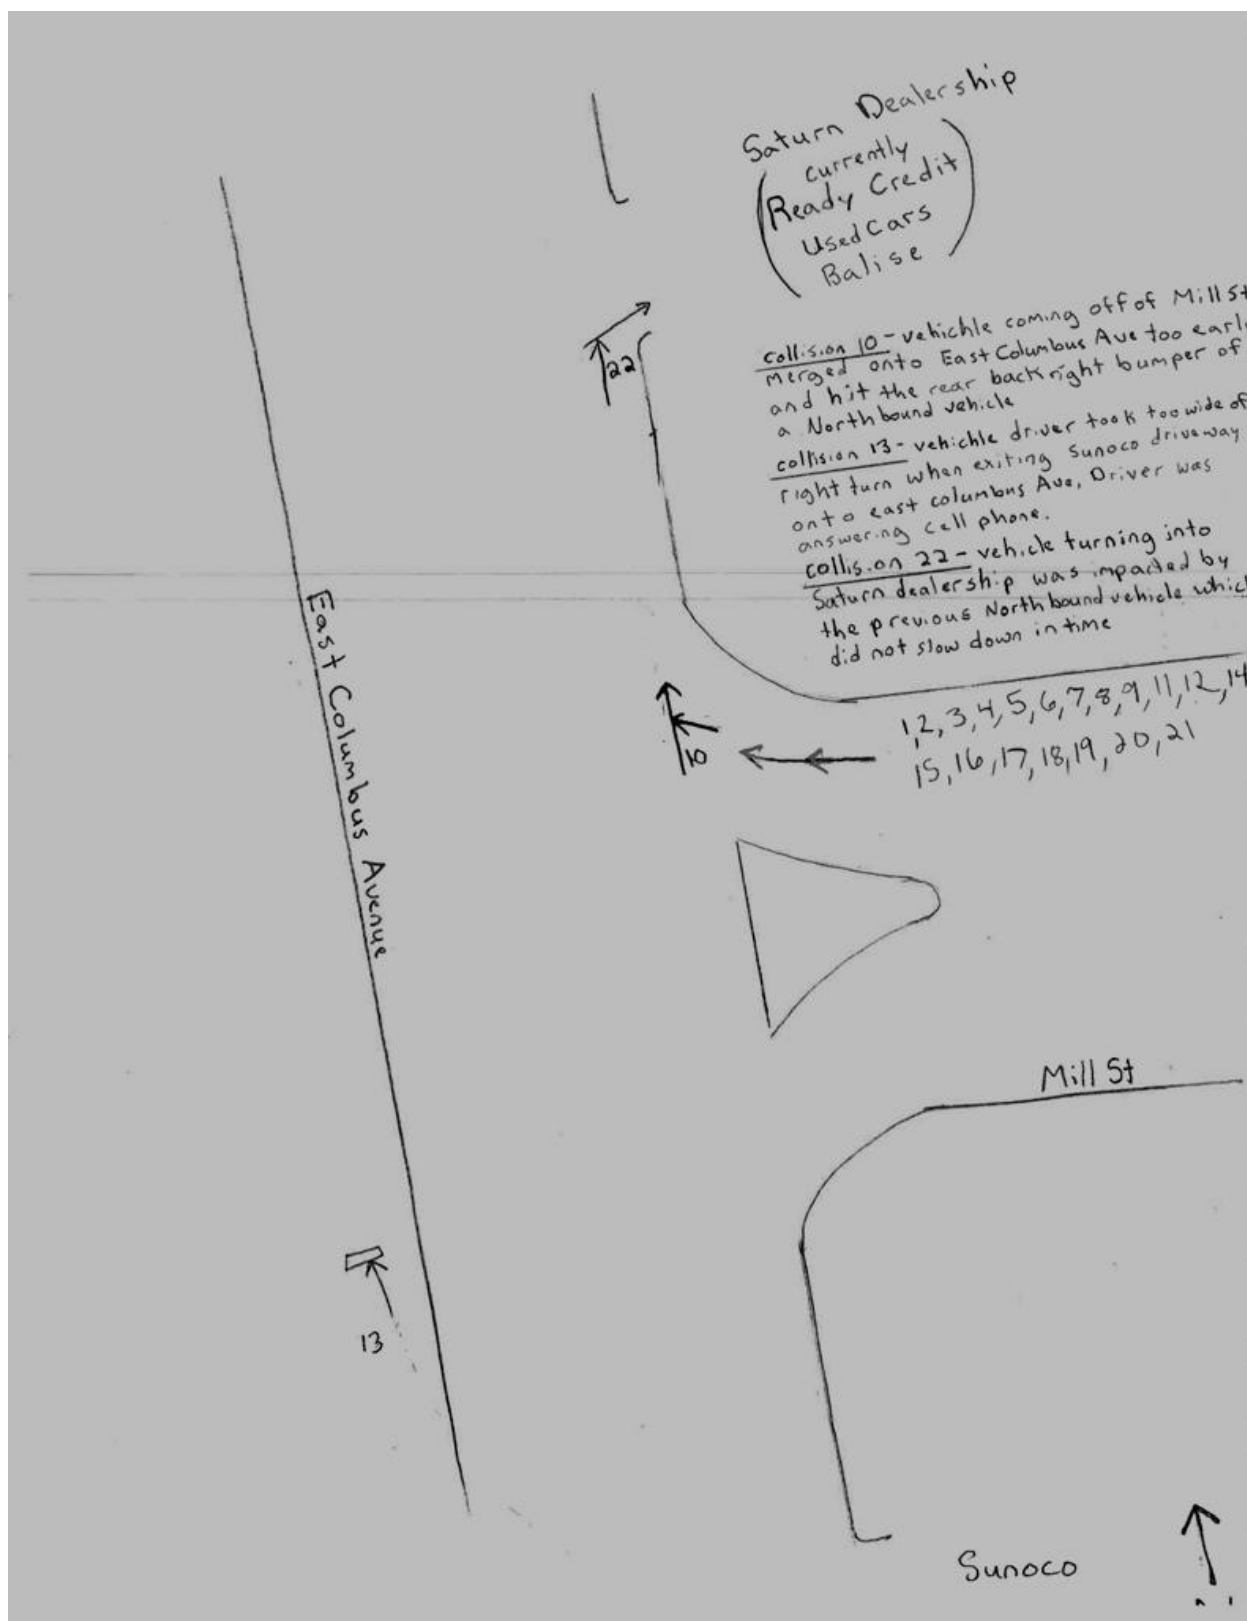 Saturn Dealership
(currently
Ready Credit
Used Cars
Balise)
collision 10 - vehichle coming off of Mill St
merged onto East Columbus Ave too earl
and hit the rear back right bumper of
a Northbound vehicle
collision 13 - vehichle driver took too wide of
right turn when exiting Sunoco driveway
onto east columbus Ave, Driver was
answering cell phone.
collision 22 - vehicle turning into
Saturn dealership was impacted by
the previous Northbound vehicle whic
did not slow down in time
22
East Columbus Avenue
1,2,3,4,5,6,7,8,9,11,12,14
15,16,17,18,19,20,21
10
Mill St
13
Sunoco